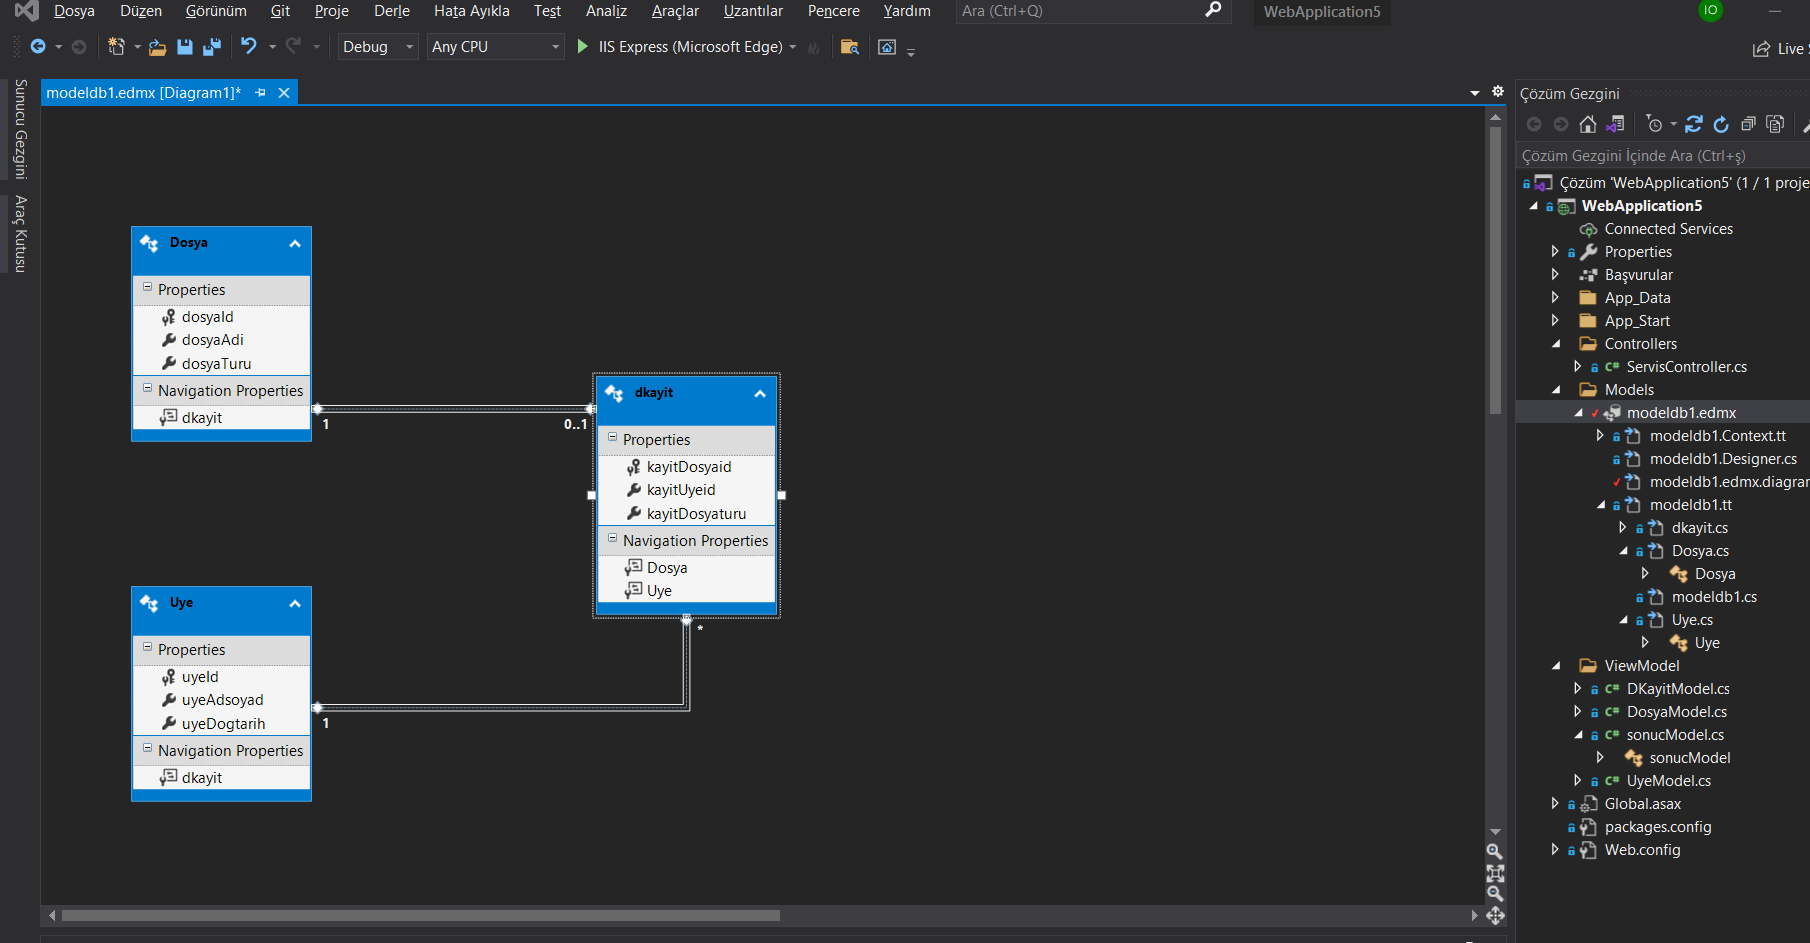 Dosya Düzen Görünüm Git Proje Derle Hata Ayıkla Test Analiz Araçlar Uzantılar Pencere Yardım Ara (Ctrl+Q) WebApplication5 IO
Debug Any CPU IIS Express (Microsoft Edge) Live
Sunucu Gezgini
Araç Kutusu
modeldb1.edmx [Diagram1]*
Dosya
Properties
dosyaId
dosyaAdi
dosyaTuru
Navigation Properties
dkayit
1
0..1
dkayit
Properties
kayitDosyaid
kayitUyeid
kayitDosyaturu
Navigation Properties
Dosya
Uye
*
Uye
Properties
uyeId
uyeAdsoyad
uyeDogtarih
Navigation Properties
dkayit
1
Çözüm Gezgini
Çözüm Gezgini İçinde Ara (Ctrl+ş)
Çözüm 'WebApplication5' (1 / 1 proje
WebApplication5
Connected Services
Properties
Başvurular
App_Data
App_Start
Controllers
ServisController.cs
Models
modeldb1.edmx
modeldb1.Context.tt
modeldb1.Designer.cs
modeldb1.edmx.diagram
modeldb1.tt
dkayit.cs
Dosya.cs
Dosya
modeldb1.cs
Uye.cs
Uye
ViewModel
DKayitModel.cs
DosyaModel.cs
sonucModel.cs
sonucModel
UyeModel.cs
Global.asax
packages.config
Web.config